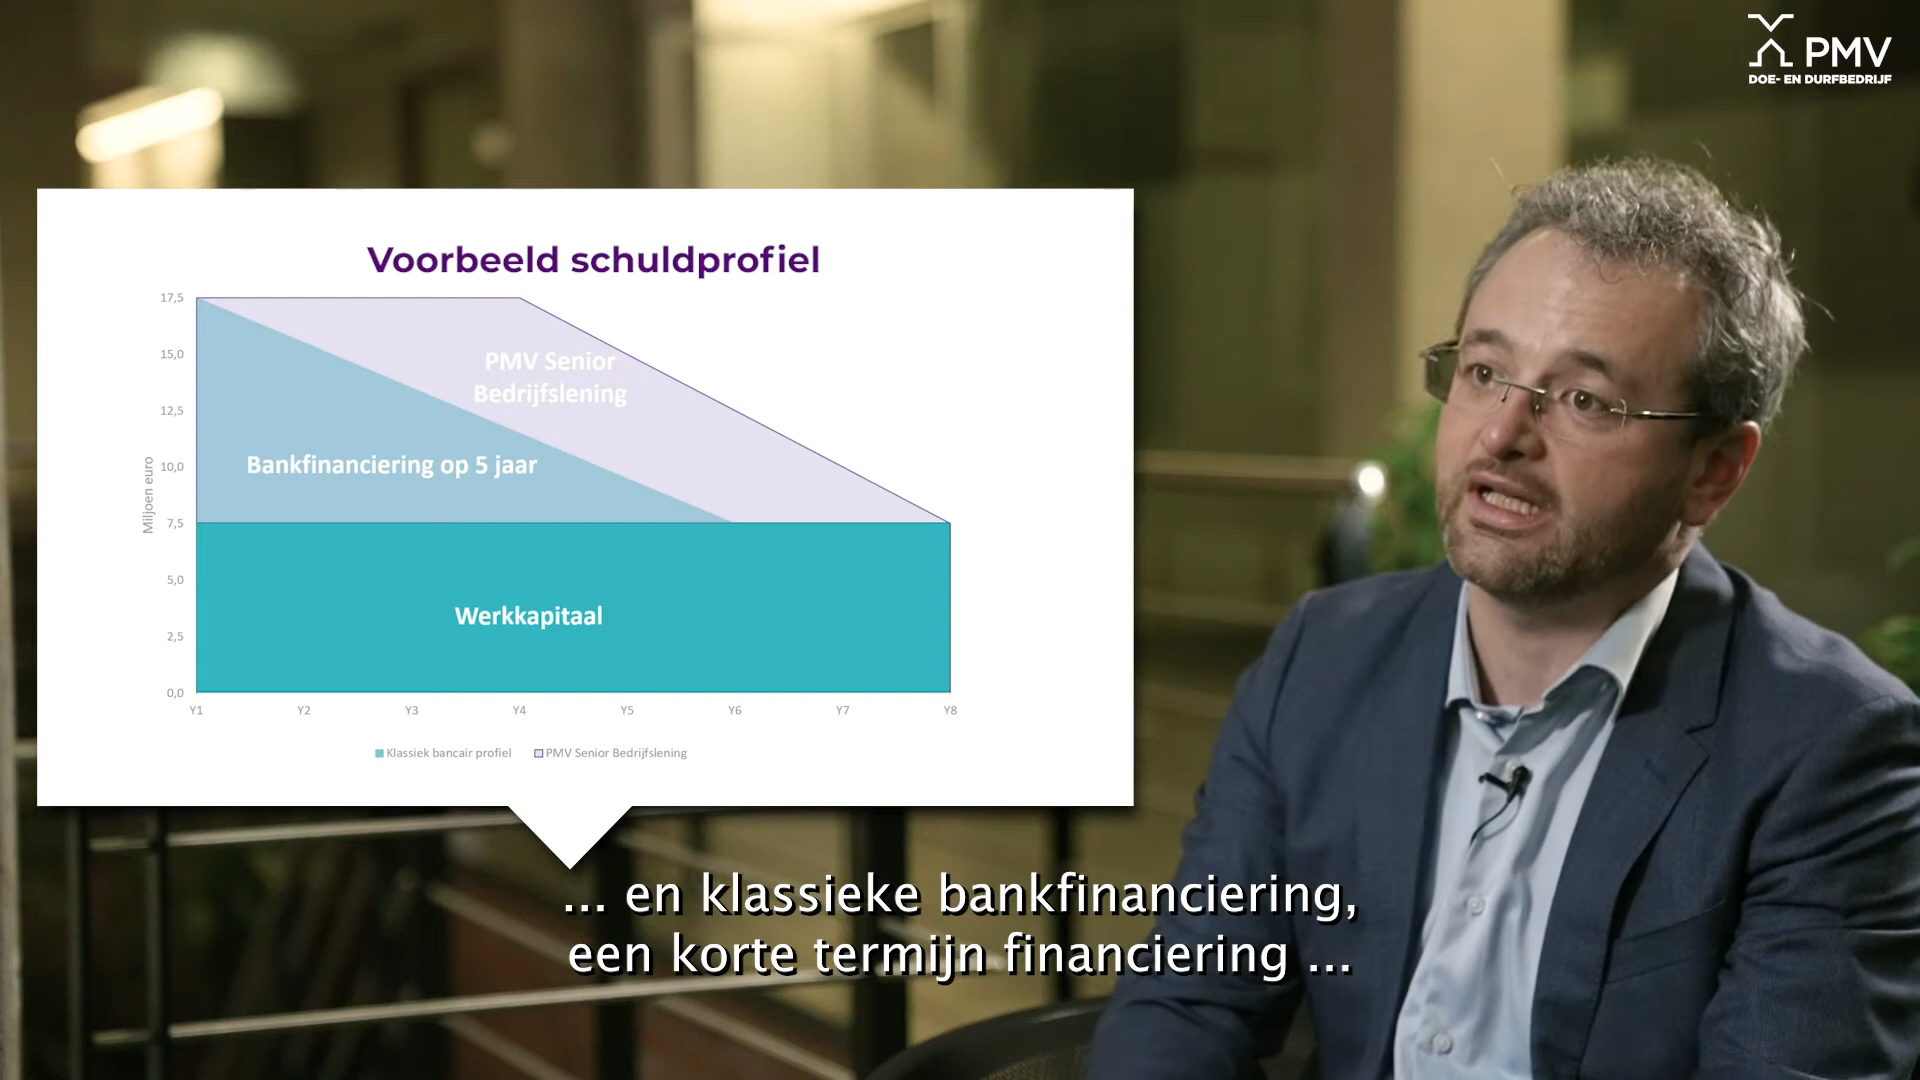 PMV
DOE- EN DURFBEDRIJF
Voorbeeld schuldprofiel
17,5
15,0
12,5
10,0
7,5
5,0
2,5
0,0
Miljoen euro
PMV Senior
Bedrijfslening
Bankfinanciering op 5 jaar
Werkkapitaal
Y1 Y2 Y3 Y4 Y5 Y6 Y7 Y8
Klassiek bancair profiel PMV Senior Bedrijfslening
... en klassieke bankfinanciering,
een korte termijn financiering ...